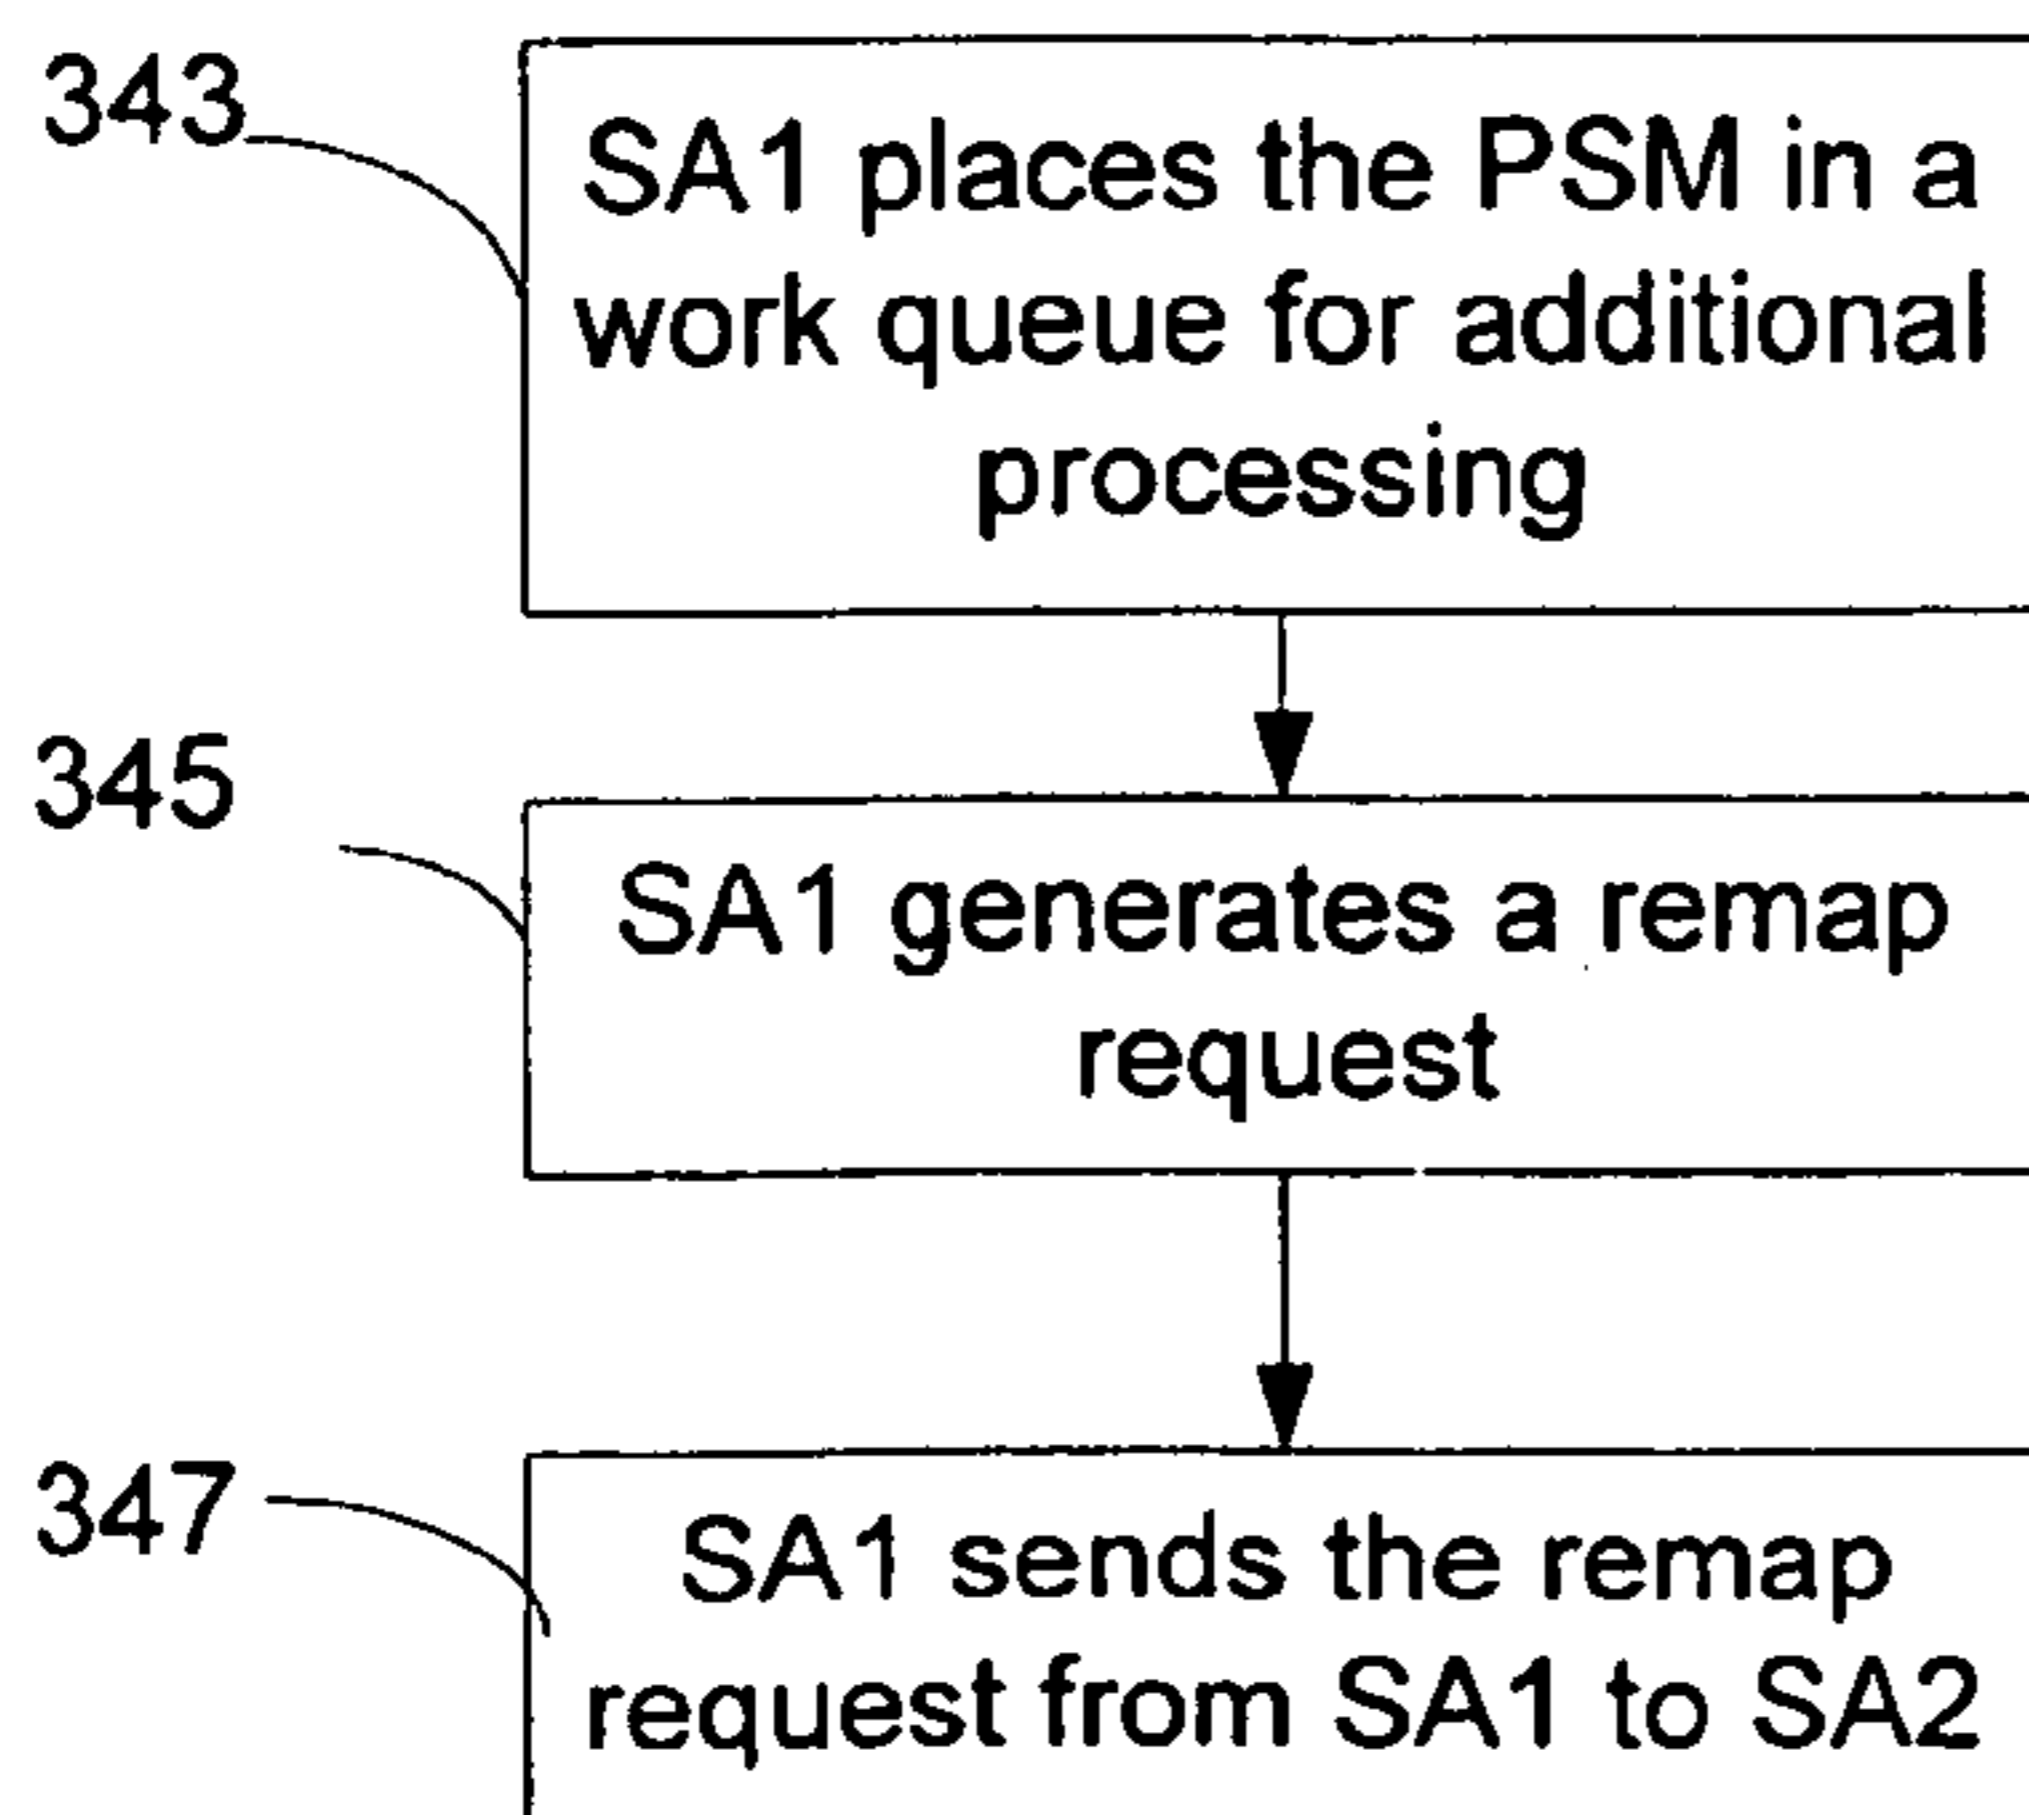 343
SA1 places the PSM in a
work queue for additional
processing
345
SA1 generates a remap
request
347
SA1 sends the remap
request from SA1 to SA2